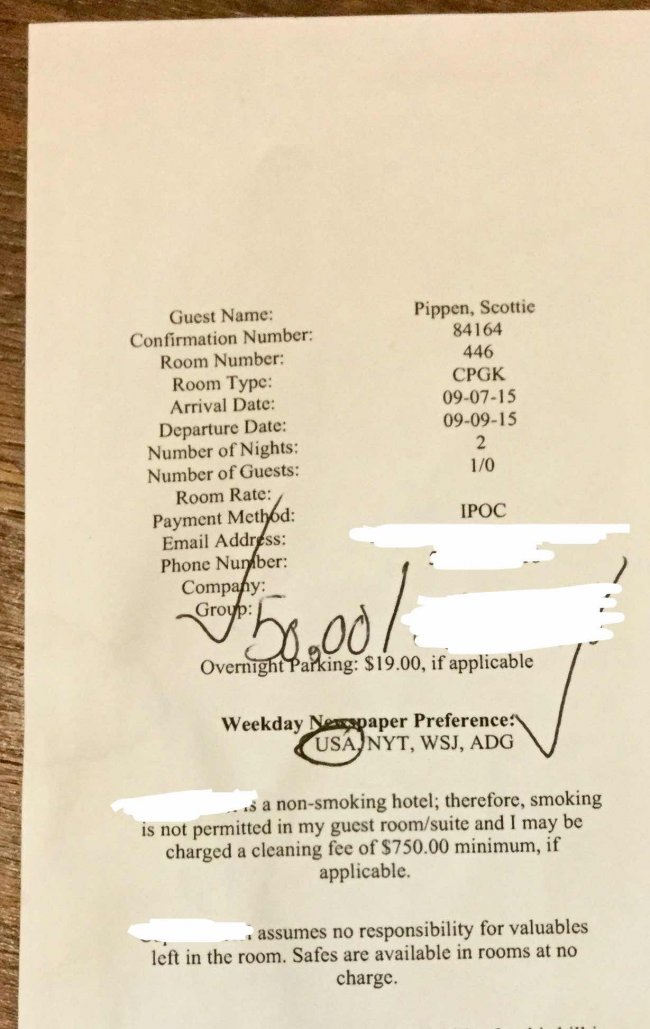 Guest Name: Pippen, Scottie
Confirmation Number: 84164
Room Number: 446
Room Type: CPGK
Arrival Date: 09-07-15
Departure Date: 09-09-15
Number of Nights: 2
Number of Guests: 1/0
Room Rate:
Payment Method: IPOC
Email Address:
Phone Number:
Company:
Group:
50.00/
Overnight Parking: $19.00, if applicable
Weekday Newspaper Preference:
USA, NYT, WSJ, ADG
is a non-smoking hotel; therefore, smoking
is not permitted in my guest room/suite and I may be
charged a cleaning fee of $750.00 minimum, if
applicable.
assumes no responsibility for valuables
left in the room. Safes are available in rooms at no
charge.